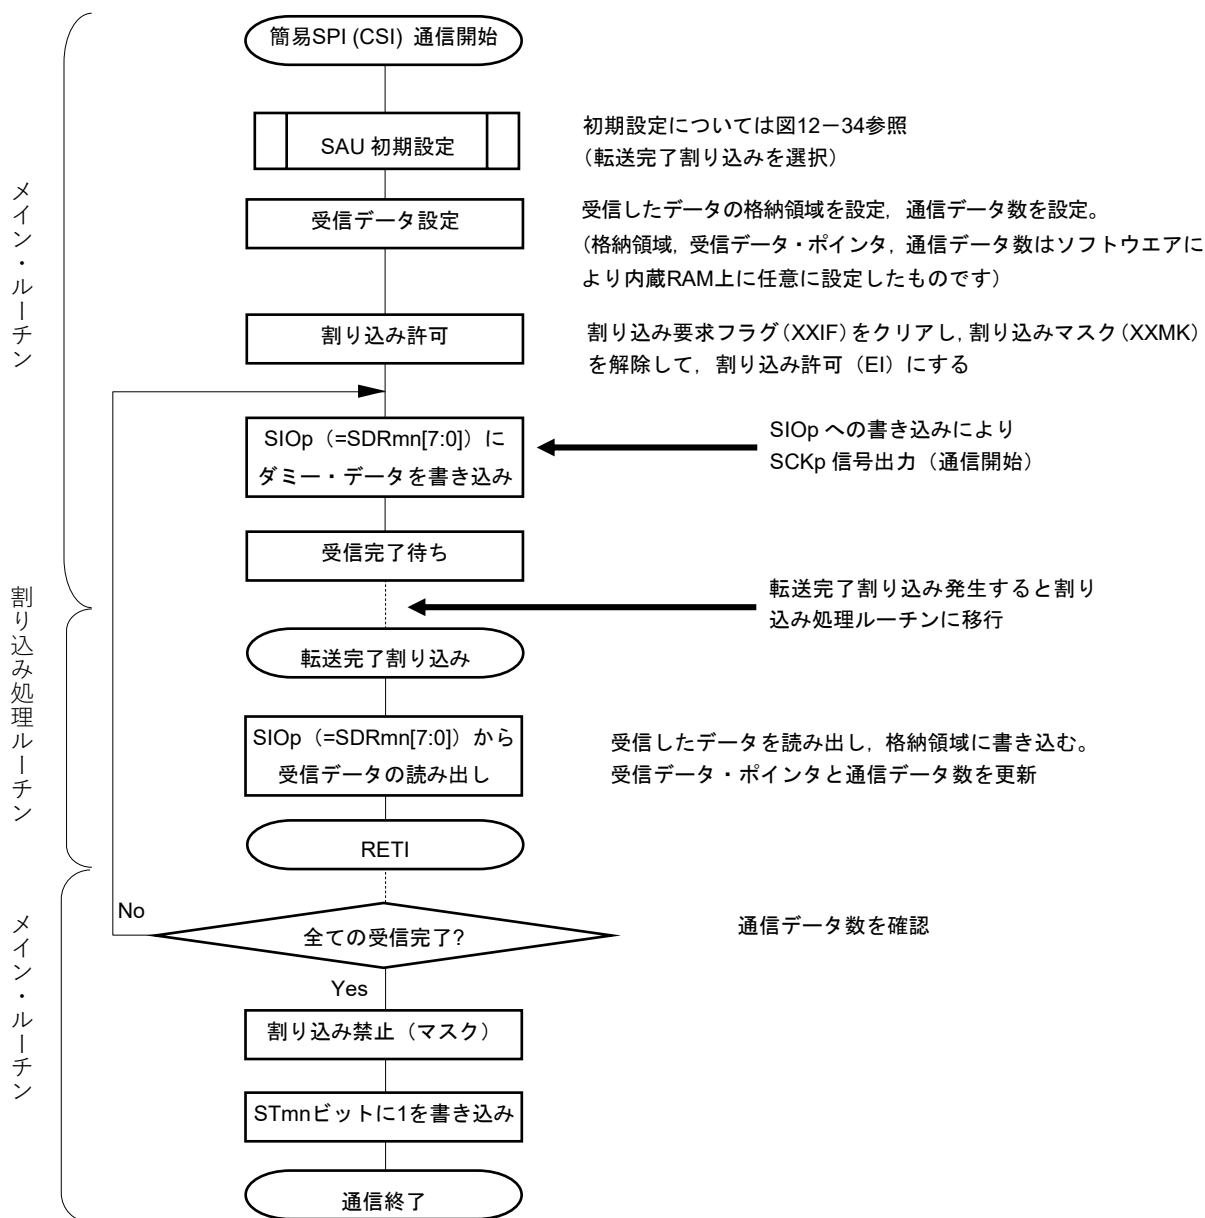 簡易SPI (CSI) 通信開始
SAU 初期設定
初期設定については図12－34参照
（転送完了割り込みを選択）
メイン・ルーチン
受信データ設定
受信したデータの格納領域を設定，通信データ数を設定。
（格納領域，受信データ・ポインタ，通信データ数はソフトウエアに
より内蔵RAM上に任意に設定したものです）
割り込み許可
割り込み要求フラグ（XXIF）をクリアし，割り込みマスク（XXMK）
を解除して，割り込み許可（EI）にする
SIOp（=SDRmn[7:0]）に
ダミー・データを書き込み
SIOp への書き込みにより
SCKp 信号出力（通信開始）
受信完了待ち
転送完了割り込み発生すると割り
込み処理ルーチンに移行
割り込み処理ルーチン
転送完了割り込み
SIOp（=SDRmn[7:0]）から
受信データの読み出し
受信したデータを読み出し，格納領域に書き込む。
受信データ・ポインタと通信データ数を更新
RETI
メイン・ルーチン
No
全ての受信完了?
通信データ数を確認
Yes
割り込み禁止（マスク）
STmnビットに1を書き込み
通信終了